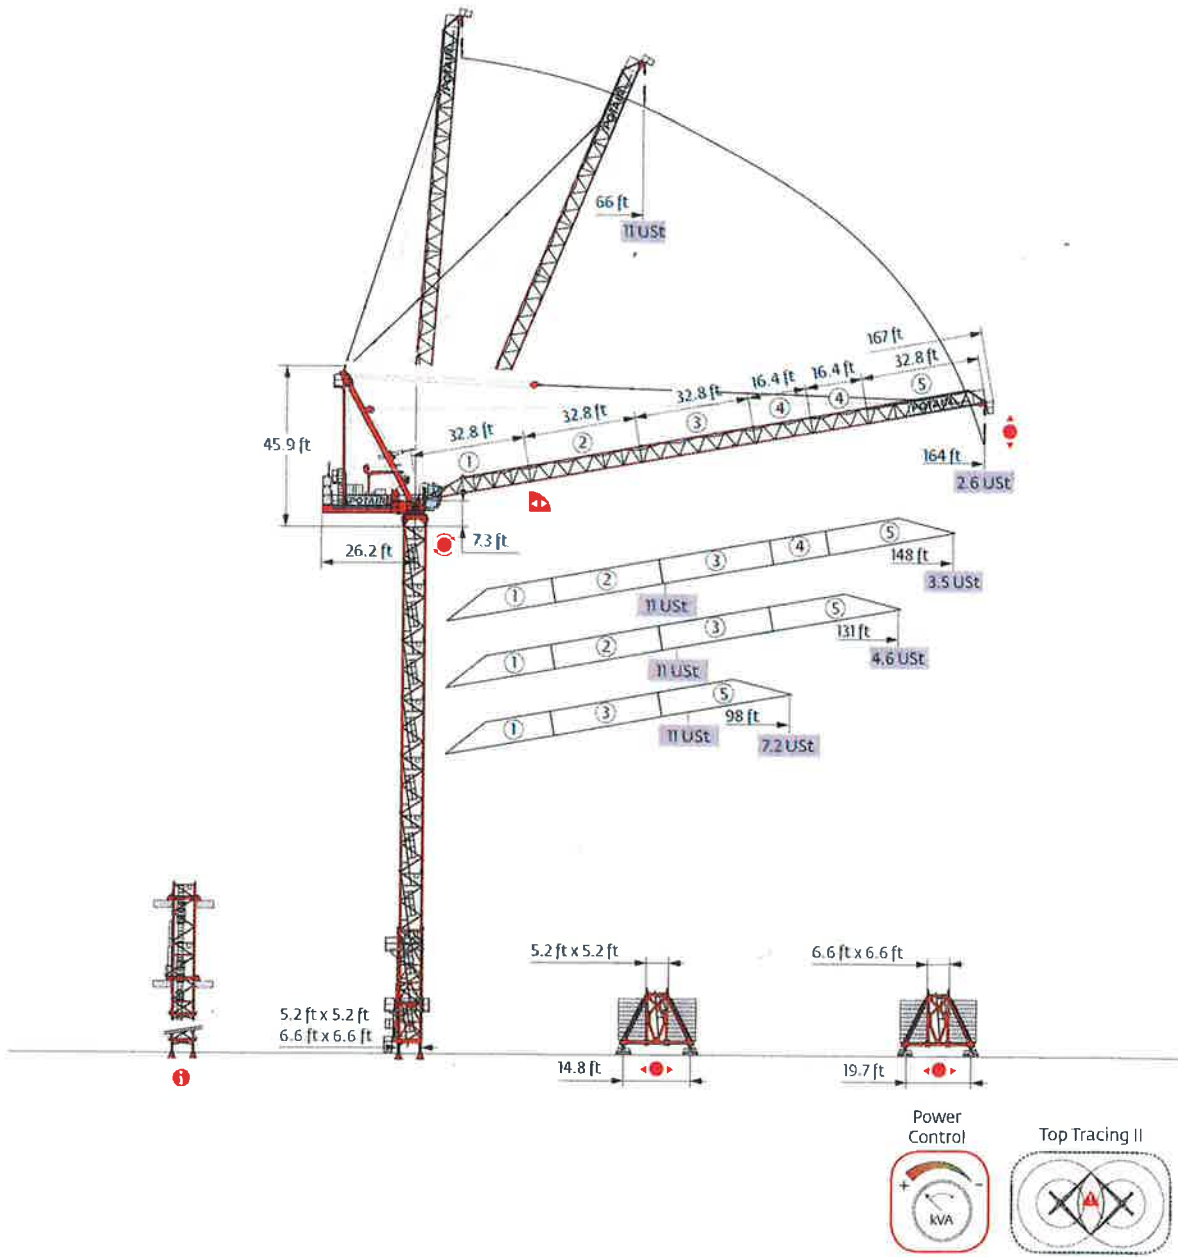 POTAIN
POTAIN
66 ft
11 USt
167 ft
32.8 ft
16.4 ft
16.4 ft
32.8 ft
32.8 ft
32.8 ft
5
4
4
3
2
1
POTAIN
45.9 ft
164 ft
2.6 USt
POTAIN
7.3 ft
26.2 ft
1
2
3
4
5
148 ft
3.5 USt
11 USt
1
2
3
5
131 ft
4.6 USt
11 USt
1
3
5
98 ft
7.2 USt
11 USt
5.2 ft x 5.2 ft
6.6 ft x 6.6 ft
5.2 ft x 5.2 ft
6.6 ft x 6.6 ft
i
14.8 ft
19.7 ft
Power
Control
Top Tracing II
+
-
kVA